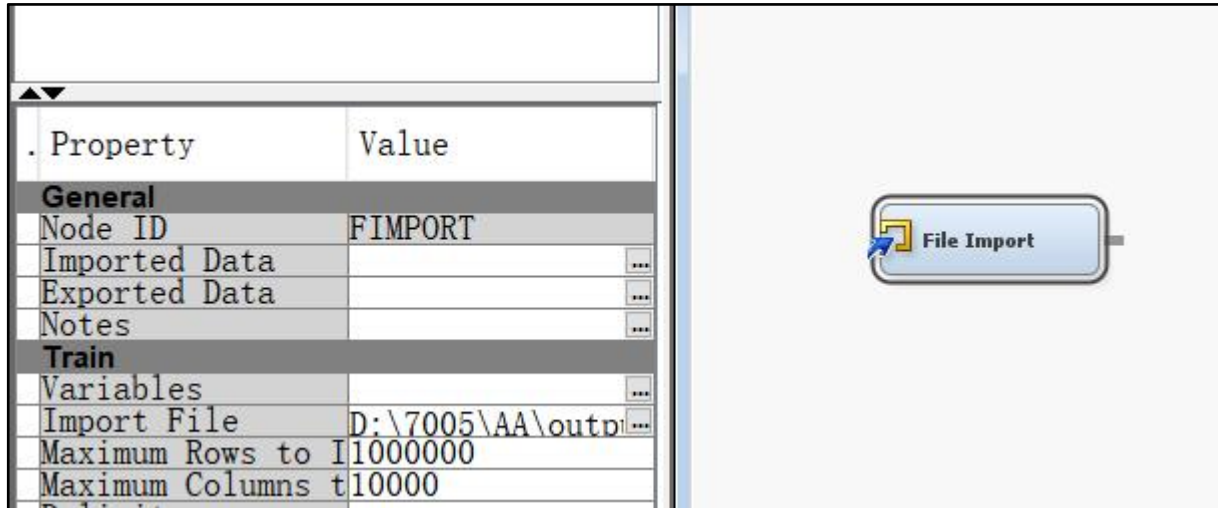 . Property Value
General
Node ID FIMPORT
Imported Data ...
Exported Data ...
Notes ...
Train
Variables ...
Import File D:\7005\AA\outpu ...
Maximum Rows to I 1000000
Maximum Columns t 10000
File Import